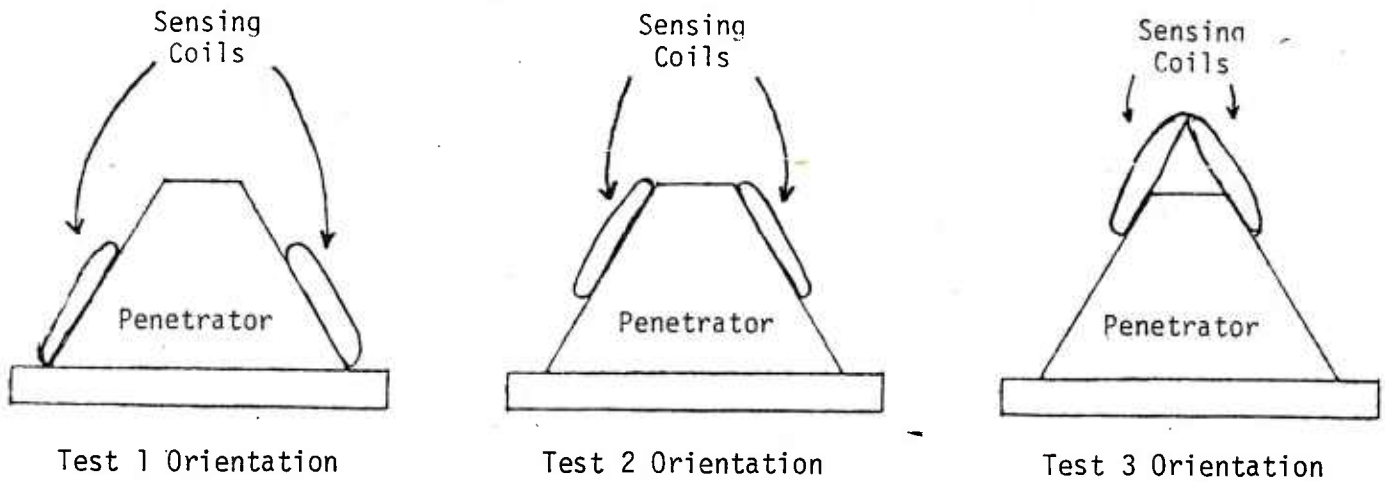 Sensing
Coils
Penetrator
Test 1 Orientation
Sensing
Coils
Penetrator
Test 2 Orientation
Sensing
Coils
Penetrator
Test 3 Orientation